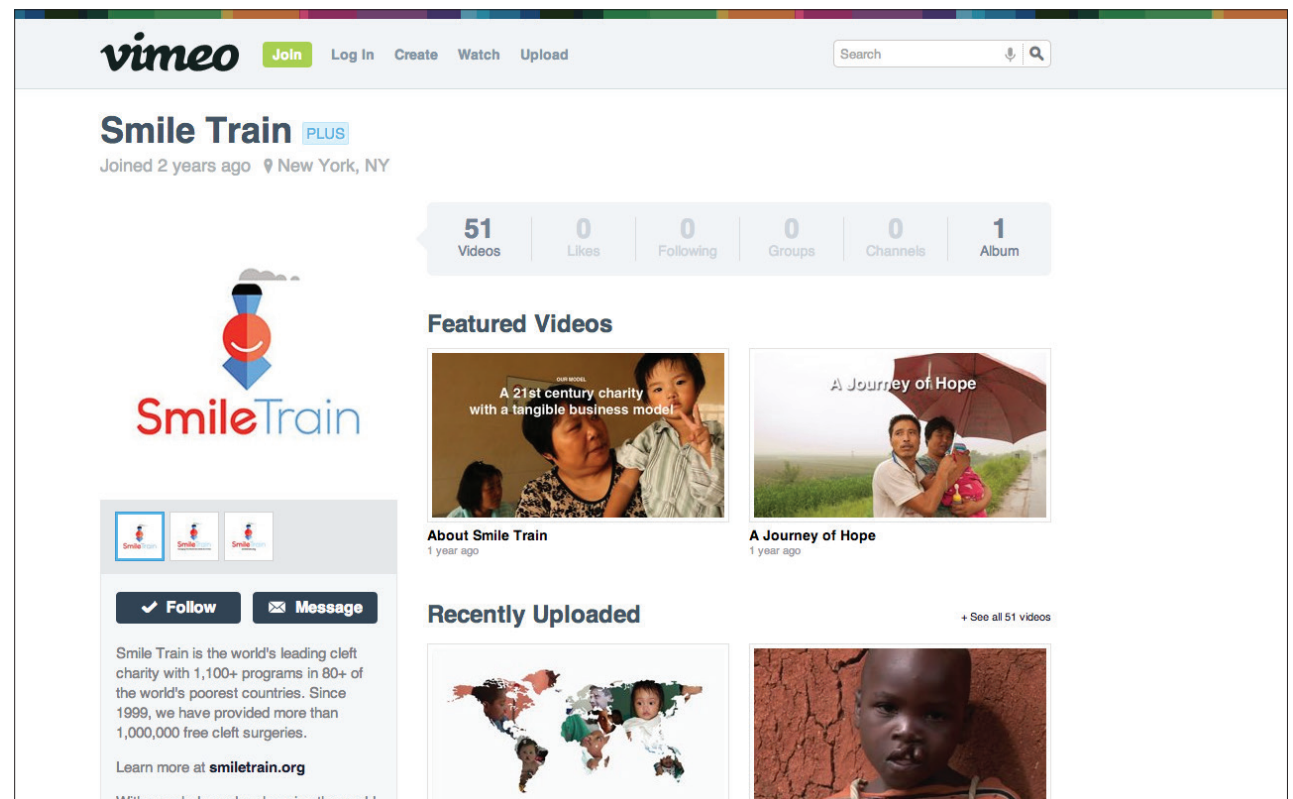 vimeo
Join Log In Create Watch Upload
Search
Smile Train PLUS
Joined 2 years ago New York, NY
SmileTrain
Follow
Message
Smile Train is the world's leading cleft
charity with 1,100+ programs in 80+ of
the world's poorest countries. Since
1999, we have provided more than
1,000,000 free cleft surgeries.
Learn more at smiletrain.org
51 Videos
0 Likes
0 Following
0 Groups
0 Channels
1 Album
Featured Videos
OUR MODEL
A 21st century charity
with a tangible business model
About Smile Train
1 year ago
A Journey of Hope
A Journey of Hope
1 year ago
Recently Uploaded
+ See all 51 videos